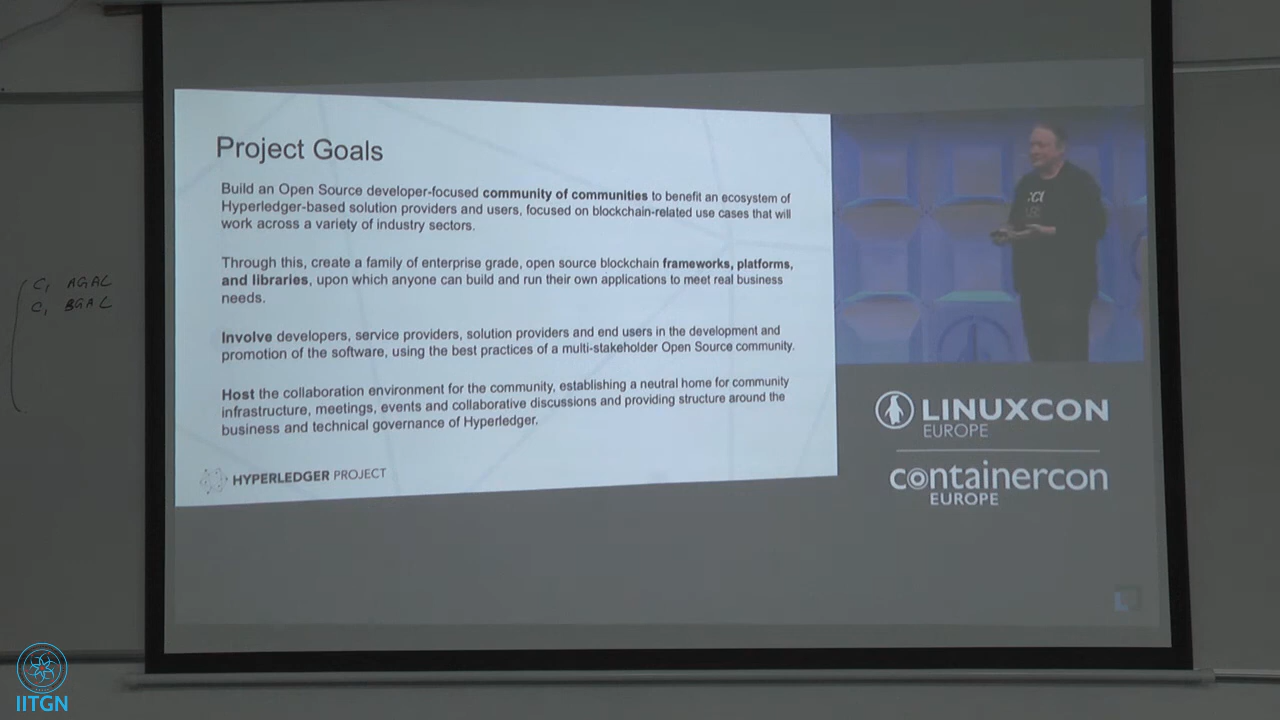 Project Goals
Build an Open Source developer-focused community of communities to benefit an ecosystem of
Hyperledger-based solution providers and users, focused on blockchain-related use cases that will
work across a variety of industry sectors.
Through this, create a family of enterprise grade, open source blockchain frameworks, platforms,
and libraries, upon which anyone can build and run their own applications to meet real business
needs.
Involve developers, service providers, solution providers and end users in the development and
promotion of the software, using the best practices of a multi-stakeholder Open Source community.
Host the collaboration environment for the community, establishing a neutral home for community
infrastructure, meetings, events and collaborative discussions and providing structure around the
business and technical governance of Hyperledger.
HYPERLEDGER PROJECT
LINUXCON
EUROPE
containercon
EUROPE
IITGN